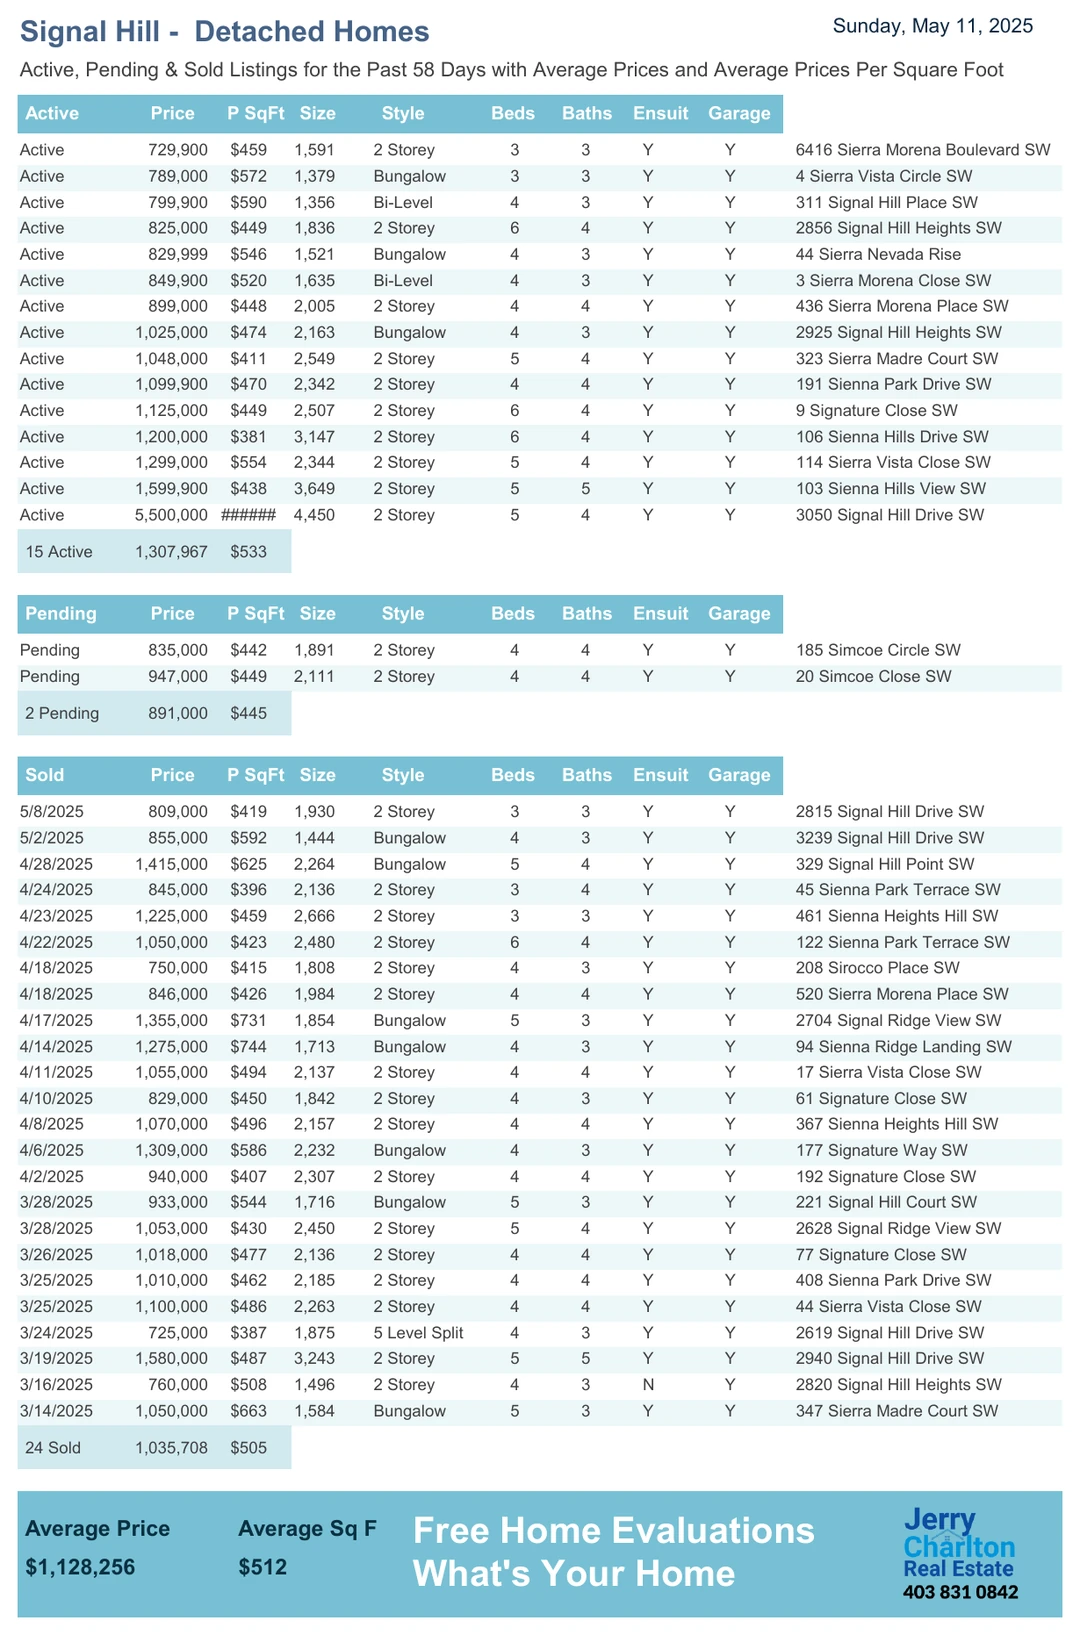 Signal Hill -  Detached Homes
Sunday, May 11, 2025
Active, Pending & Sold Listings for the Past 58 Days with Average Prices and Average Prices Per Square Foot
Active Price P SqFt Size Style Beds Baths Ensuit Garage
Active 729,900 $459 1,591 2 Storey 3 3 Y Y 6416 Sierra Morena Boulevard SW
Active 789,000 $572 1,379 Bungalow 3 3 Y Y 4 Sierra Vista Circle SW
Active 799,900 $590 1,356 Bi-Level 4 3 Y Y 311 Signal Hill Place SW
Active 825,000 $449 1,836 2 Storey 6 4 Y Y 2856 Signal Hill Heights SW
Active 829,999 $546 1,521 Bungalow 4 3 Y Y 44 Sierra Nevada Rise
Active 849,900 $520 1,635 Bi-Level 4 3 Y Y 3 Sierra Morena Close SW
Active 899,000 $448 2,005 2 Storey 4 4 Y Y 436 Sierra Morena Place SW
Active 1,025,000 $474 2,163 Bungalow 4 3 Y Y 2925 Signal Hill Heights SW
Active 1,048,000 $411 2,549 2 Storey 5 4 Y Y 323 Sierra Madre Court SW
Active 1,099,900 $470 2,342 2 Storey 4 4 Y Y 191 Sienna Park Drive SW
Active 1,125,000 $449 2,507 2 Storey 6 4 Y Y 9 Signature Close SW
Active 1,200,000 $381 3,147 2 Storey 6 4 Y Y 106 Sienna Hills Drive SW
Active 1,299,000 $554 2,344 2 Storey 5 4 Y Y 114 Sierra Vista Close SW
Active 1,599,900 $438 3,649 2 Storey 5 5 Y Y 103 Sienna Hills View SW
Active 5,500,000 ###### 4,450 2 Storey 5 4 Y Y 3050 Signal Hill Drive SW
15 Active 1,307,967 $533
Pending Price P SqFt Size Style Beds Baths Ensuit Garage
Pending 835,000 $442 1,891 2 Storey 4 4 Y Y 185 Simcoe Circle SW
Pending 947,000 $449 2,111 2 Storey 4 4 Y Y 20 Simcoe Close SW
2 Pending 891,000 $445
Sold Price P SqFt Size Style Beds Baths Ensuit Garage
5/8/2025 809,000 $419 1,930 2 Storey 3 3 Y Y 2815 Signal Hill Drive SW
5/2/2025 855,000 $592 1,444 Bungalow 4 3 Y Y 3239 Signal Hill Drive SW
4/28/2025 1,415,000 $625 2,264 Bungalow 5 4 Y Y 329 Signal Hill Point SW
4/24/2025 845,000 $396 2,136 2 Storey 3 4 Y Y 45 Sienna Park Terrace SW
4/23/2025 1,225,000 $459 2,666 2 Storey 3 3 Y Y 461 Sienna Heights Hill SW
4/22/2025 1,050,000 $423 2,480 2 Storey 6 4 Y Y 122 Sienna Park Terrace SW
4/18/2025 750,000 $415 1,808 2 Storey 4 3 Y Y 208 Sirocco Place SW
4/18/2025 846,000 $426 1,984 2 Storey 4 4 Y Y 520 Sierra Morena Place SW
4/17/2025 1,355,000 $731 1,854 Bungalow 5 3 Y Y 2704 Signal Ridge View SW
4/14/2025 1,275,000 $744 1,713 Bungalow 4 3 Y Y 94 Sienna Ridge Landing SW
4/11/2025 1,055,000 $494 2,137 2 Storey 4 4 Y Y 17 Sierra Vista Close SW
4/10/2025 829,000 $450 1,842 2 Storey 4 3 Y Y 61 Signature Close SW
4/8/2025 1,070,000 $496 2,157 2 Storey 4 4 Y Y 367 Sienna Heights Hill SW
4/6/2025 1,309,000 $586 2,232 Bungalow 4 3 Y Y 177 Signature Way SW
4/2/2025 940,000 $407 2,307 2 Storey 4 4 Y Y 192 Signature Close SW
3/28/2025 933,000 $544 1,716 Bungalow 5 3 Y Y 221 Signal Hill Court SW
3/28/2025 1,053,000 $430 2,450 2 Storey 5 4 Y Y 2628 Signal Ridge View SW
3/26/2025 1,018,000 $477 2,136 2 Storey 4 4 Y Y 77 Signature Close SW
3/25/2025 1,010,000 $462 2,185 2 Storey 4 4 Y Y 408 Sienna Park Drive SW
3/25/2025 1,100,000 $486 2,263 2 Storey 4 4 Y Y 44 Sierra Vista Close SW
3/24/2025 725,000 $387 1,875 5 Level Split 4 3 Y Y 2619 Signal Hill Drive SW
3/19/2025 1,580,000 $487 3,243 2 Storey 5 5 Y Y 2940 Signal Hill Drive SW
3/16/2025 760,000 $508 1,496 2 Storey 4 3 N Y 2820 Signal Hill Heights SW
3/14/2025 1,050,000 $663 1,584 Bungalow 5 3 Y Y 347 Sierra Madre Court SW
24 Sold 1,035,708 $505
Average Price Average Sq F
$1,128,256 $512
Free Home Evaluations
What's Your Home
Jerry
Charlton
Real Estate
403 831 0842